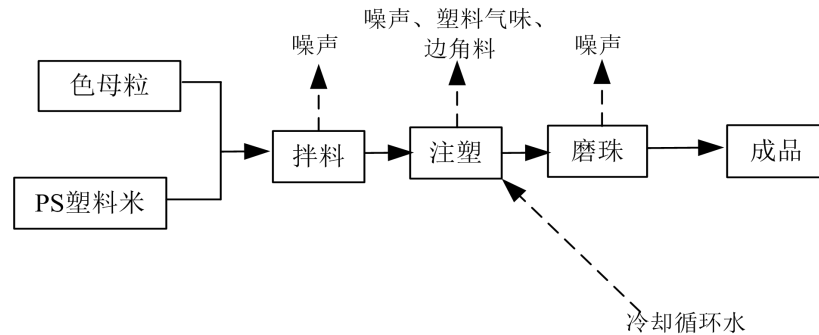 噪声
噪声、塑料气味、
边角料
噪声
色母粒
拌料
注塑
磨珠
成品
PS塑料米
冷却循环水